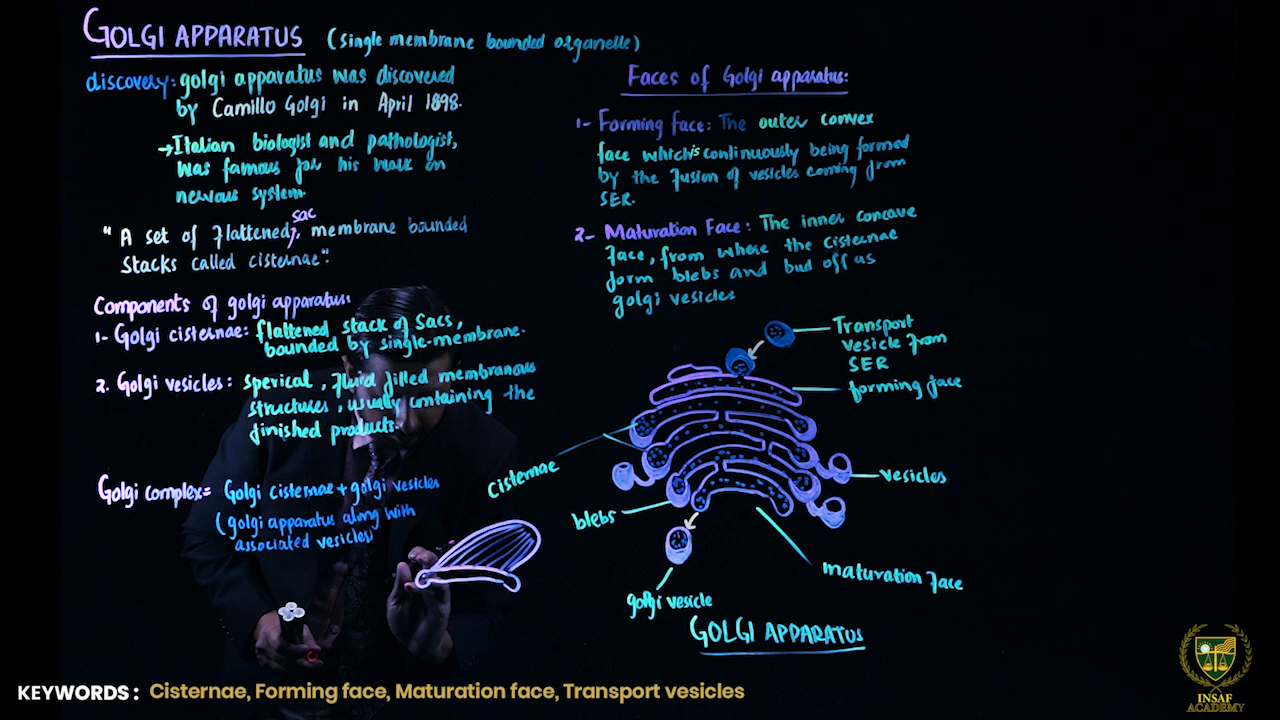 GOLGI APPARATUS (single membrane bounded organelle)
discovery: golgi apparatus was discovered
by Camillo Golgi in April 1898.
→Italian biologist and pathologist,
was famous for his work on
nervous system.
sac
" A set of flattened, membrane bounded
Stacks called cisternae".
Components of golgi apparatus:
1- Golgi cisternae: flattened stack of Sacs,
bounded by single-membrane.
2. Golgi vesicles: sperical, fluid filled membranous
structures, usually containing the
finished products.
Golgi complex= Golgi cisternae + golgi vesicles
(golgi apparatus along with
associated vesicles)
Faces of Golgi apparatus:
1- Forming face: The outer convex
face which is continuously being formed
by the fusion of vesicles coming from
SER.
2- Maturation Face: The inner concave
face, from where the cisternae
form blebs and bud off as
golgi vesicles
Transport
vesicle from
SER
forming face
cisternae
vesicles
blebs
maturation face
golgi vesicle
GOLGI APPARATUS
KEYWORDS: Cisternae, Forming face, Maturation face, Transport vesicles
INSAF
ACADEMY